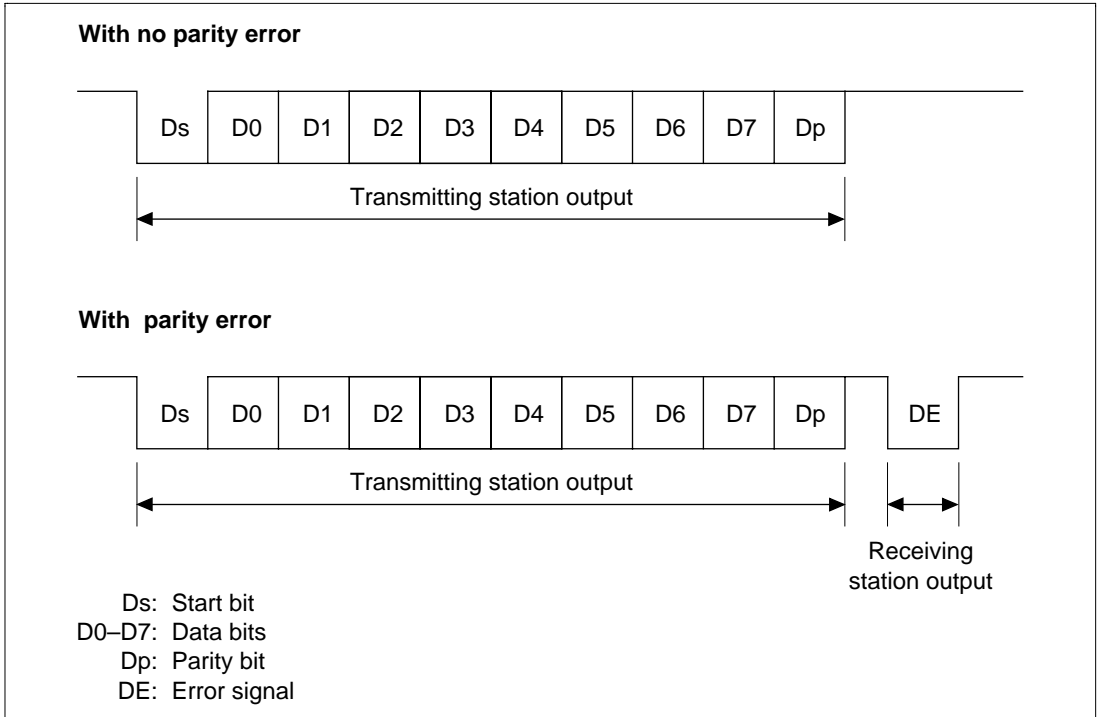 With no parity error
Ds D0 D1 D2 D3 D4 D5 D6 D7 Dp
Transmitting station output
With parity error
Ds D0 D1 D2 D3 D4 D5 D6 D7 Dp DE
Transmitting station output
Receiving
station output
Ds: Start bit
D0–D7: Data bits
Dp: Parity bit
DE: Error signal